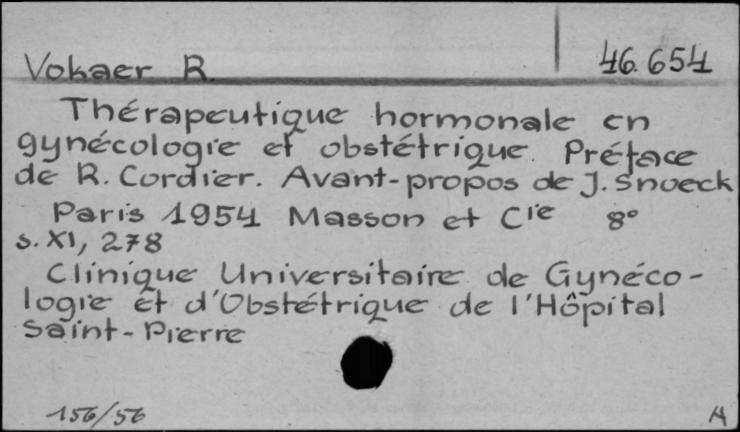 Vokaer R.
46.654
Thérapeutique hormonale en
gynécologie et obstétrique. Préface
de R. Cordier. Avant-propos de J. Snoeck
Paris 1954 Masson et Cie 8°
s. XI, 278
Clinique Universitaire de Gynéco-
logie et d'Obstétrique de l'Hôpital
Saint-Pierre
156/56
A